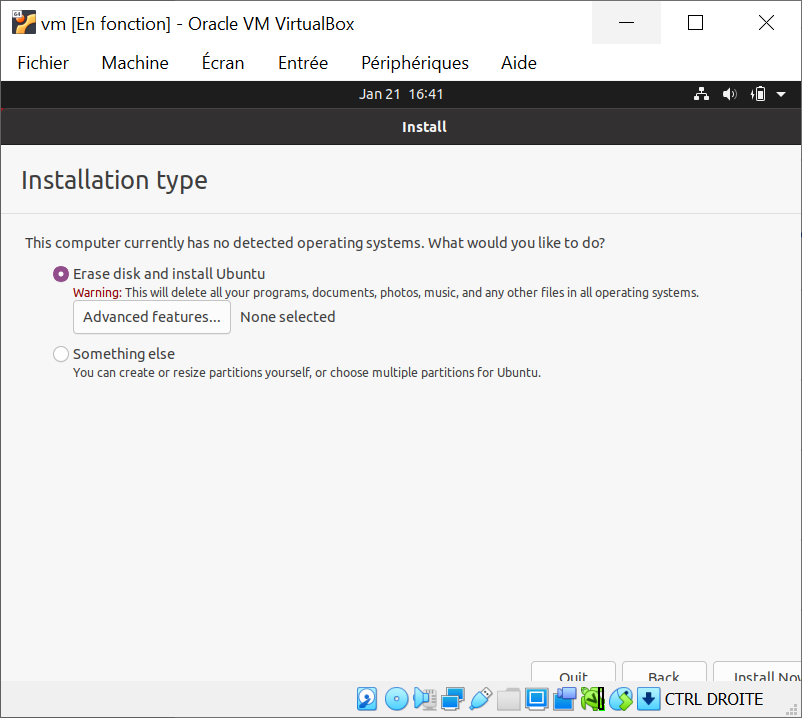 vm [En fonction] - Oracle VM VirtualBox
Fichier Machine Écran Entrée Périphériques Aide
Jan 21 16:41
Install
Installation type
This computer currently has no detected operating systems. What would you like to do?
Erase disk and install Ubuntu
Warning: This will delete all your programs, documents, photos, music, and any other files in all operating systems.
Advanced features... None selected
Something else
You can create or resize partitions yourself, or choose multiple partitions for Ubuntu.
Quit Back Install Now
CTRL DROITE